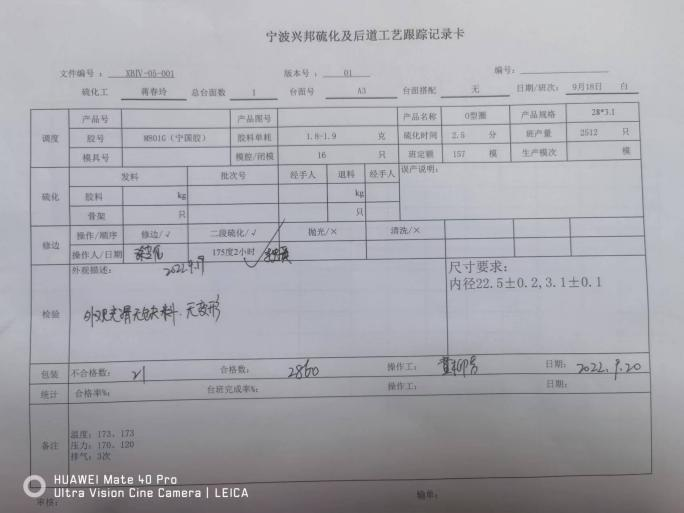 宁波兴邦硫化及后道工艺跟踪记录卡
文件编号： XBIV-05-001 版本号： 01 编号：
硫化工 蒋春玲 总台面数 1 台面号 A3 台面搭配 无 日期/班次： 9月18日 白
调度 产品号 产品图号 产品名称 O型圈 产品规格 28*3.1
胶号 M801G（宁国胶） 胶料单耗 1.8-1.9 克 硫化时间 2.5 分 班产量 2512 只
模具号 模腔/闭模 16 只 班定额 157 模 生产模次 模
硫化 发料 批次号 经手人 退料 经手人 误产说明：
胶料 kg kg
骨架 只 只
修边 操作/顺序 修边/√ 二段硫化/√ 抛光/× 清洗/×
操作人/日期 175度2小时
2022.9.19
检验 外观描述： 尺寸要求：
内径22.5±0.2,3.1±0.1
外观光滑无缺料.无变形
包装 不合格数： 21 合格数： 2860 操作工： 日期： 2022.9.20
统计 合格率%： 台班完成率%： 操作工： 日期：
备注 温度：173、173
压力：170、120
排气：3次
HUAWEI Mate 40 Pro
Ultra Vision Cine Camera | LEICA
审核： 输单：